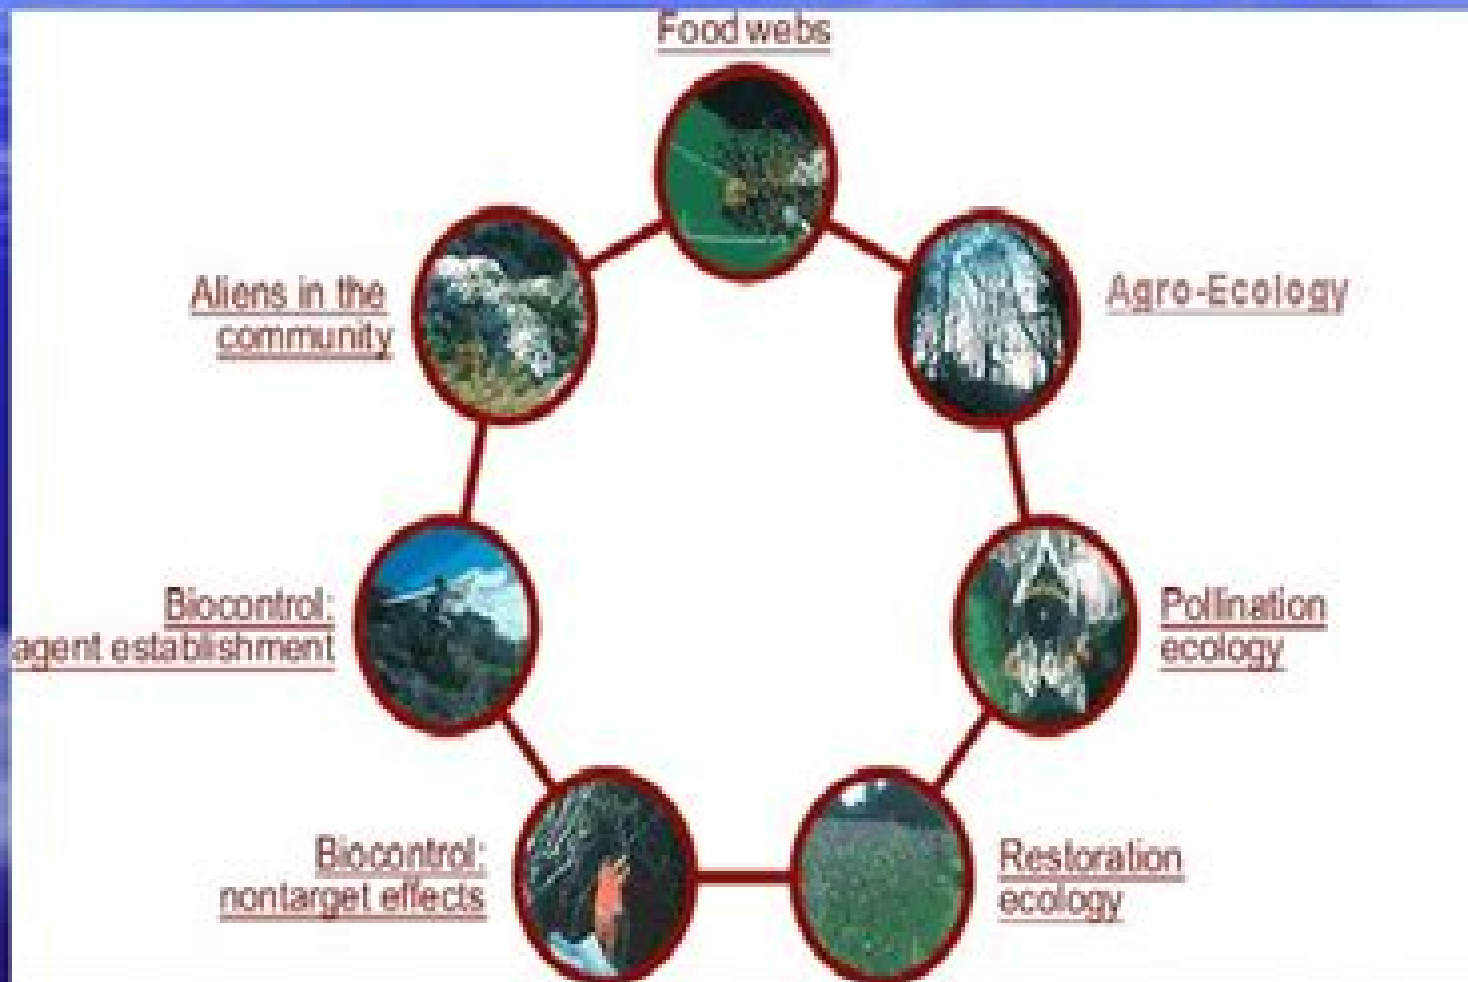 Food webs
Agro-Ecology
Aliens in the
community
Pollination
ecology
Biocontrol:
agent establishment
Restoration
ecology
Biocontrol:
nontarget effects